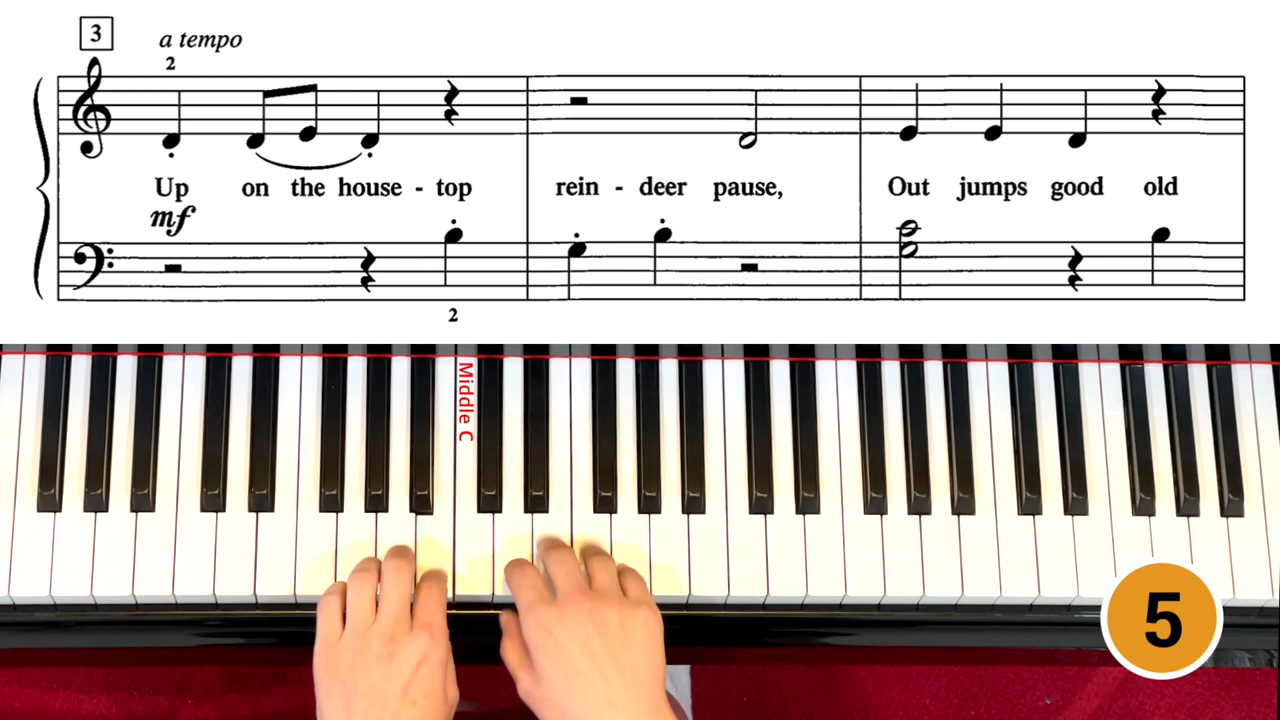 3 a tempo
2
Up on the house - top rein - deer pause, Out jumps good old
mf
2
Middle C
5